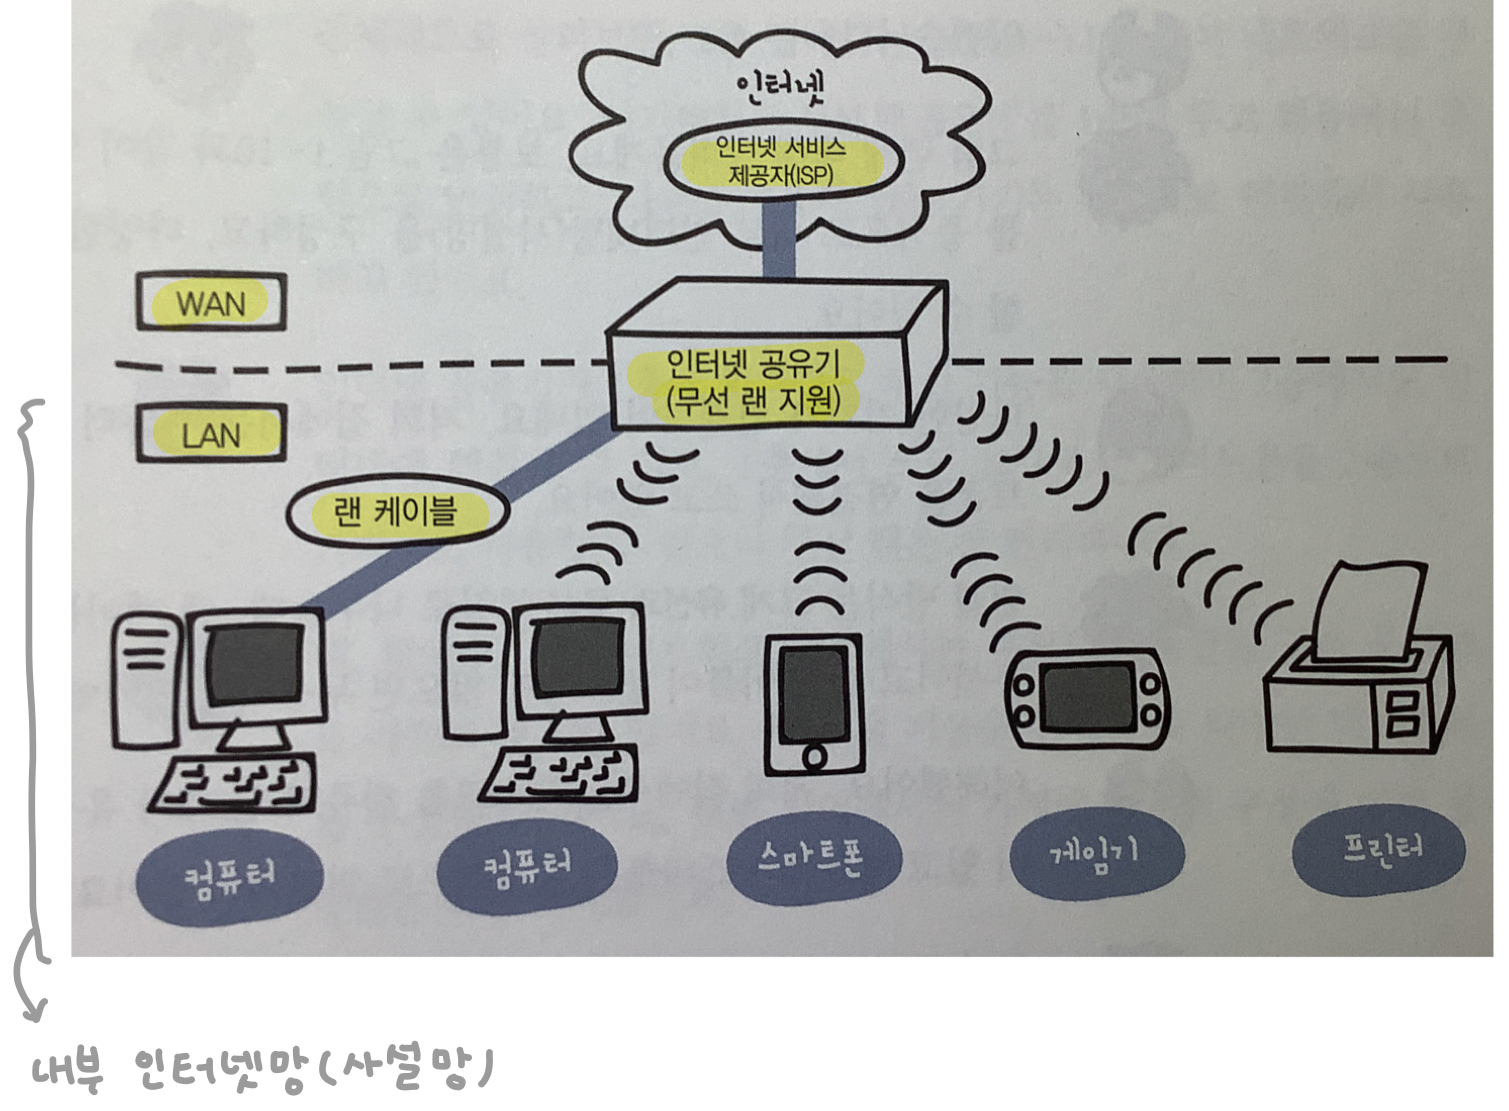 인터넷
인터넷 서비스
제공자(ISP)
WAN
인터넷 공유기
(무선 랜 지원)
LAN
랜 케이블
컴퓨터
컴퓨터
스마트폰
게임기
프린터
내부 인터넷망(사설망)